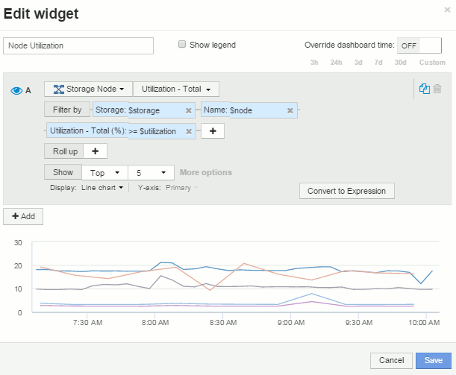 Edit widget
×
Node Utilization
Show legend
Override dashboard time: OFF
3h 24h 3d 7d 30d Custom
A Storage Node Utilization - Total
Filter by Storage: $storage × Name: $node ×
Utilization - Total (%): >= $utilization × +
Roll up +
Show Top 5 More options
Display: Line chart Y-axis: Primary
Convert to Expression
+ Add
30
20
10
0
7:30 AM 8:00 AM 8:30 AM 9:00 AM 9:30 AM 10:00 AM
Cancel Save